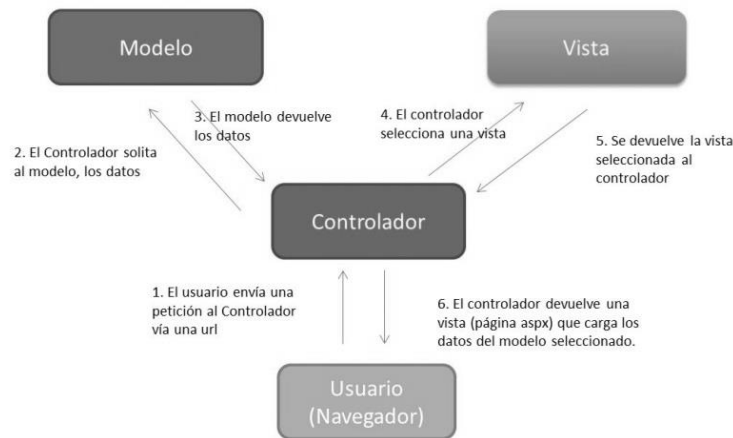 Modelo
Vista
3. El modelo devuelve
los datos
4. El controlador
selecciona una vista
2. El Controlador solita
al modelo, los datos
5. Se devuelve la vista
seleccionada al
controlador
Controlador
1. El usuario envía una
petición al Controlador
vía una url
6. El controlador devuelve una
vista (página aspx) que carga los
datos del modelo seleccionado.
Usuario
(Navegador)